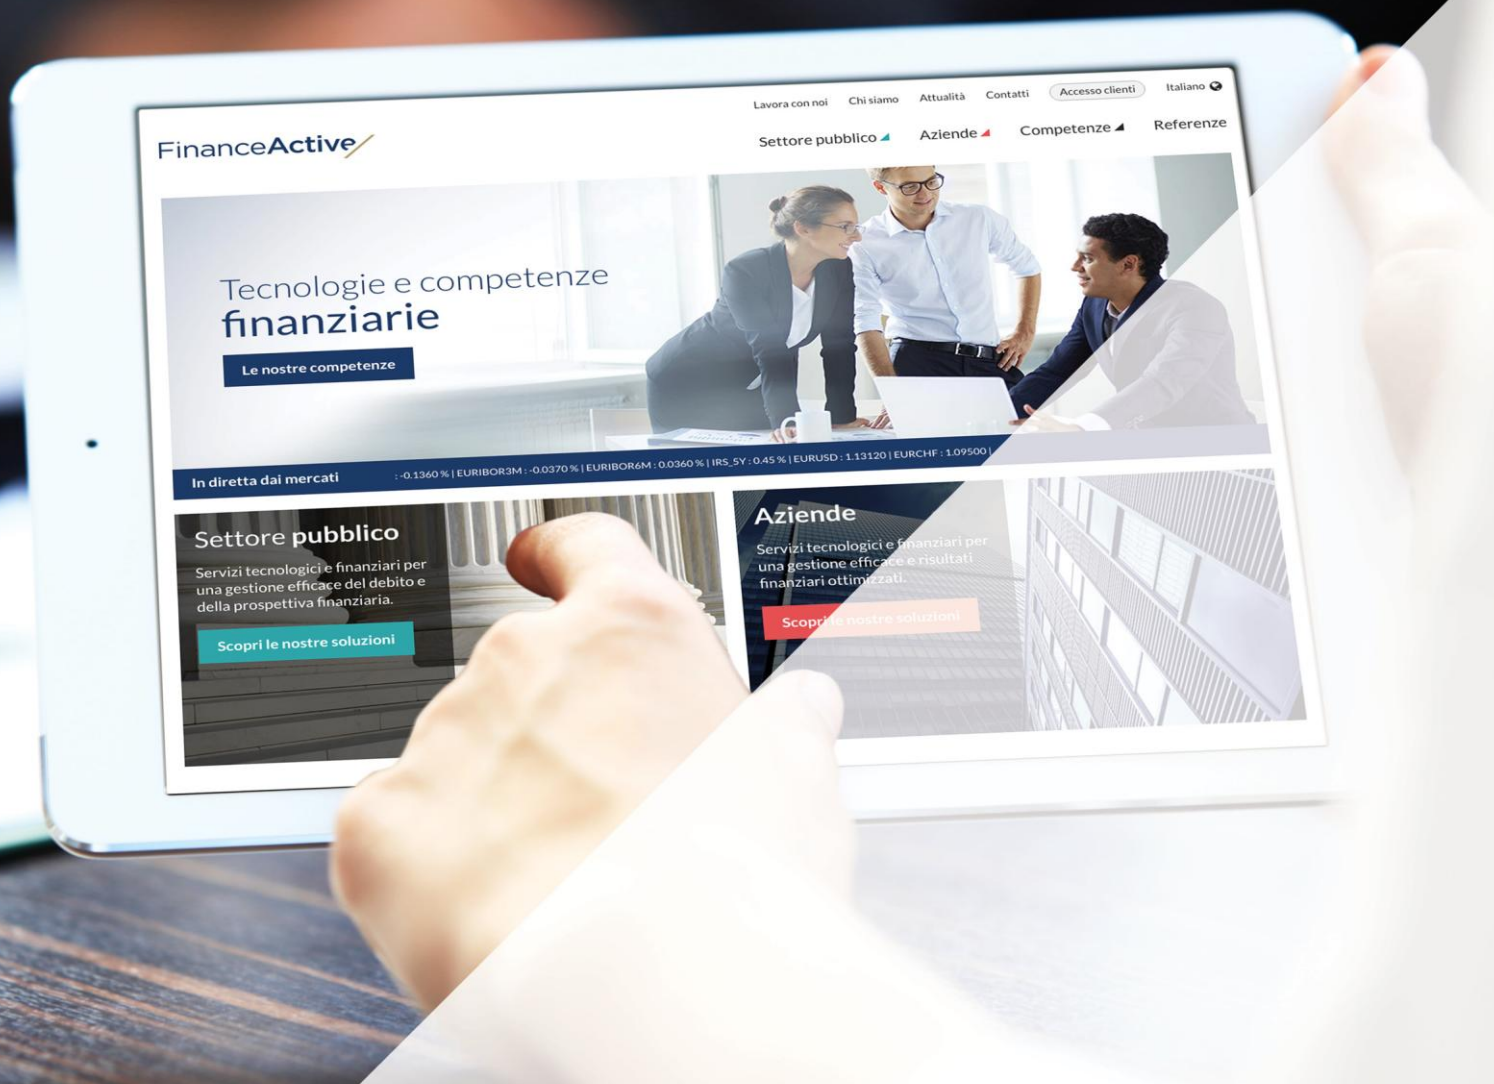 Lavora con noi Chi siamo Attualità Contatti Accesso clienti Italiano
FinanceActive
Settore pubblico Aziende Competenze Referenze
Tecnologie e competenze
finanziarie
Le nostre competenze
In diretta dai mercati : -0.1360 % | EURIBOR3M : -0.0370 % | EURIBOR6M : 0.0360 % | IRS_5Y : 0.45 % | EURUSD : 1.13120 | EURCHF : 1.09500 |
Settore pubblico
Servizi tecnologici e finanziari per
una gestione efficace del debito e
della prospettiva finanziaria.
Scopri le nostre soluzioni
Aziende
Servizi tecnologici e finanziari per
una gestione efficace e risultati
finanziari ottimizzati.
Scopri le nostre soluzioni